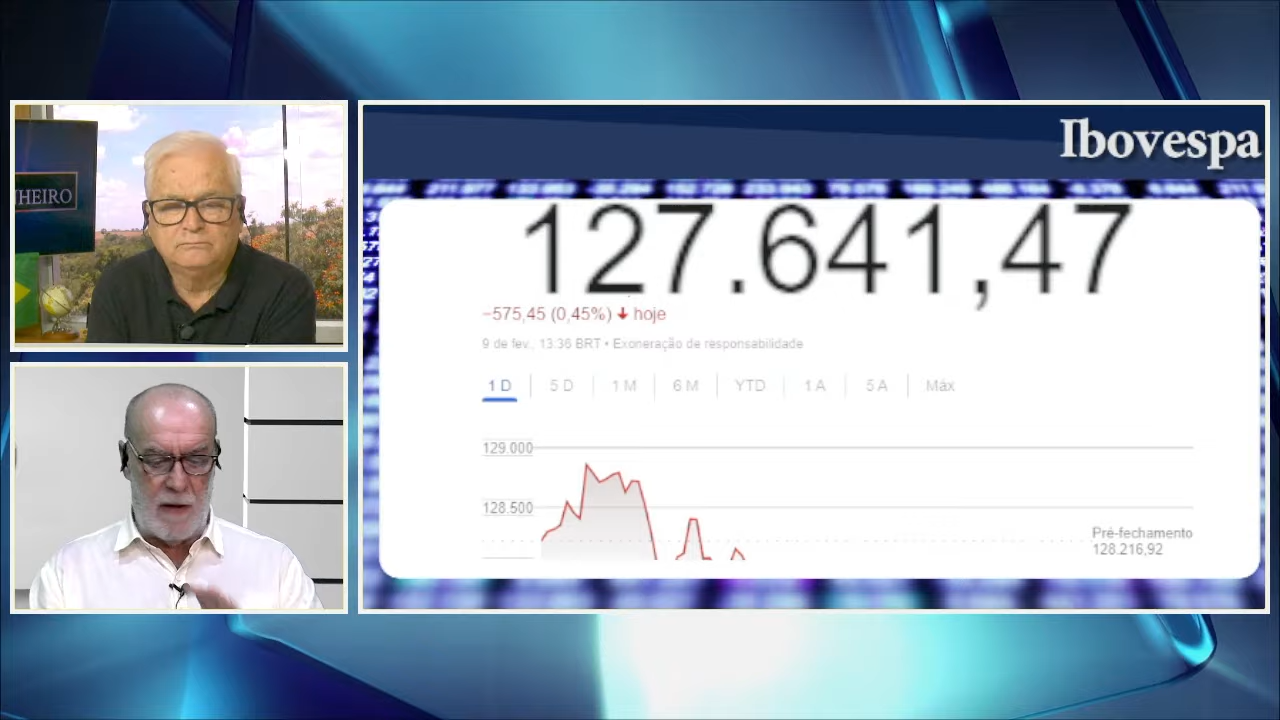 HEIRO
Ibovespa
127.641,47
−575,45 (0,45%) hoje
9 de fev., 13:36 BRT • Exoneração de responsabilidade
1 D
5 D
1 M
6 M
YTD
1 A
5 A
Máx
129.000
128.500
Pré-fechamento
128.216,92